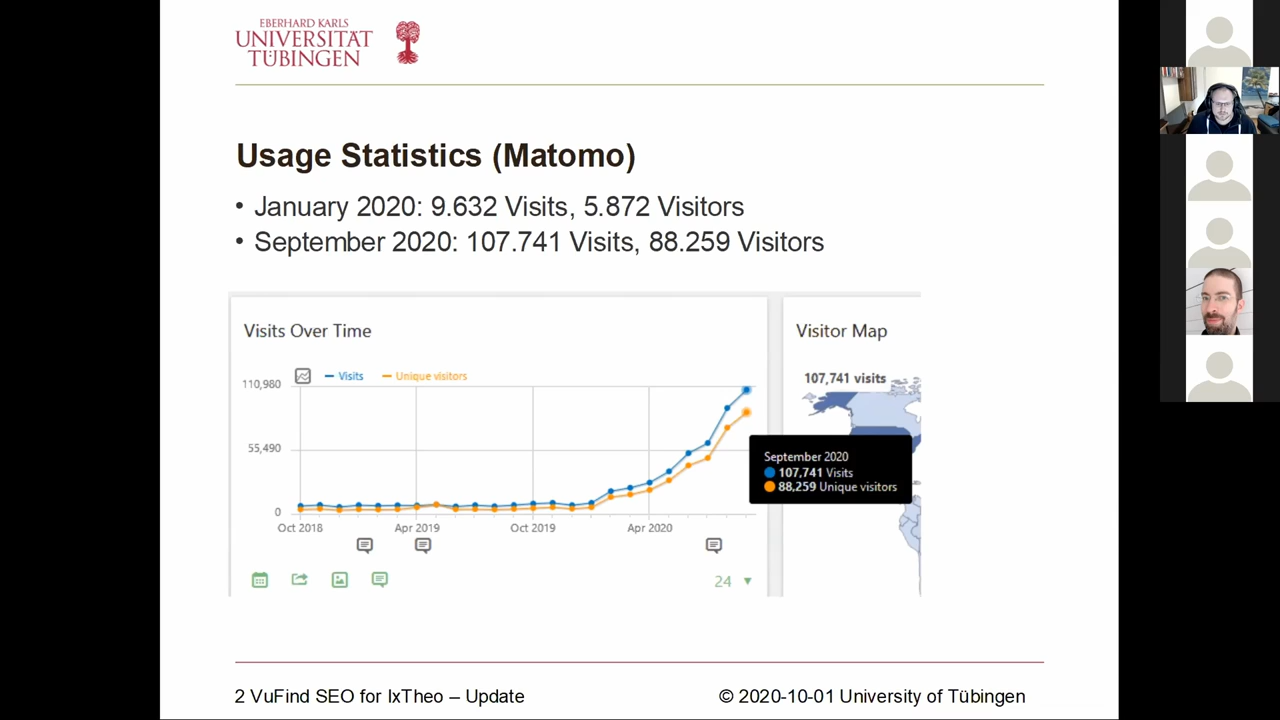 EBERHARD KARLS
UNIVERSITÄT
TÜBINGEN
Usage Statistics (Matomo)
• January 2020: 9.632 Visits, 5.872 Visitors
• September 2020: 107.741 Visits, 88.259 Visitors
Visits Over Time
Visits
Unique visitors
110,980
55,490
0
Oct 2018
Apr 2019
Oct 2019
Apr 2020
24
Visitor Map
107,741 visits
September 2020
107,741 Visits
88,259 Unique visitors
2 VuFind SEO for IxTheo – Update
© 2020-10-01 University of Tübingen